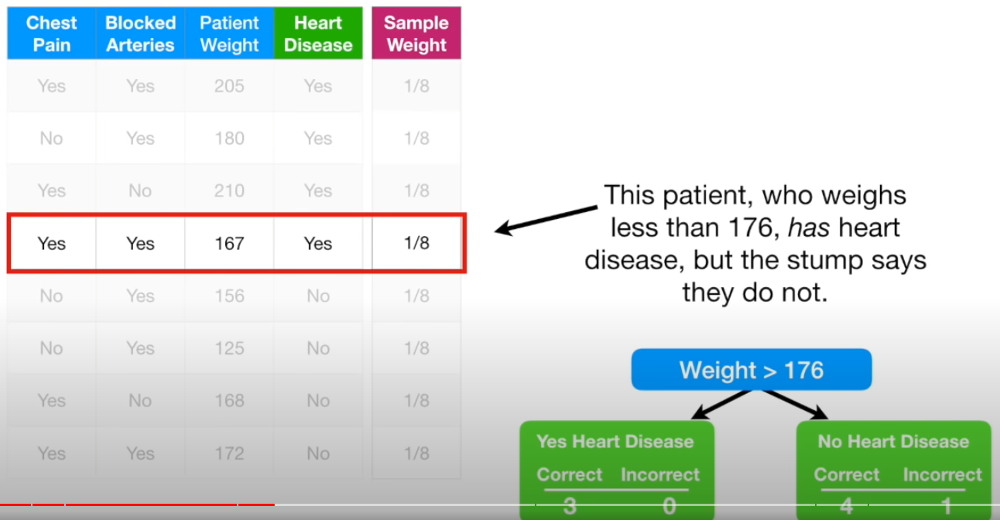 Chest Pain Blocked Arteries Patient Weight Heart Disease Sample Weight
Yes Yes 205 Yes 1/8
No Yes 180 Yes 1/8
Yes No 210 Yes 1/8
Yes Yes 167 Yes 1/8
No Yes 156 No 1/8
No Yes 125 No 1/8
Yes No 168 No 1/8
Yes Yes 172 No 1/8
This patient, who weighs
less than 176, has heart
disease, but the stump says
they do not.
Weight > 176
Yes Heart Disease
Correct Incorrect
3 0
No Heart Disease
Correct Incorrect
4 1